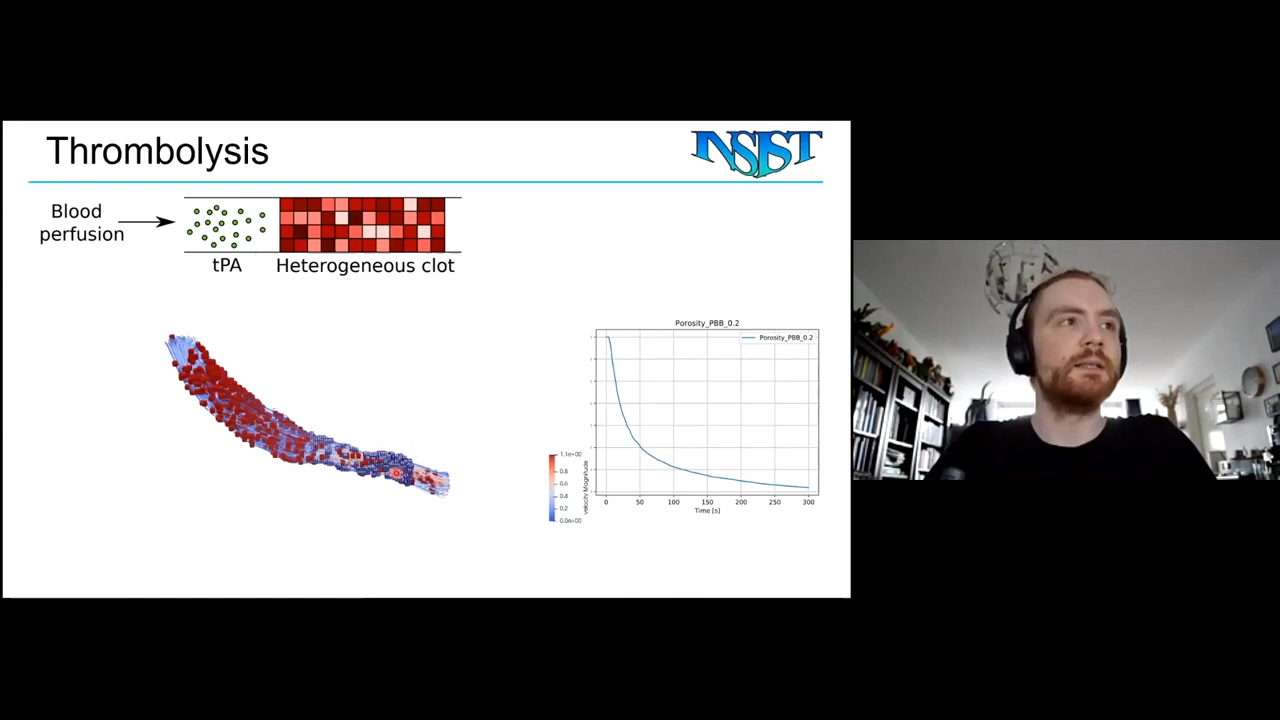 Thrombolysis
INSIST
Blood
perfusion
tPA
Heterogeneous clot
Porosity_PBB_0.2
Porosity_PBB_0.2
1.1e+00
0.8
0.6
0.4
0.2
0.0e+00
velocity Magnitude
0 50 100 150 200 250 300
Time [s]